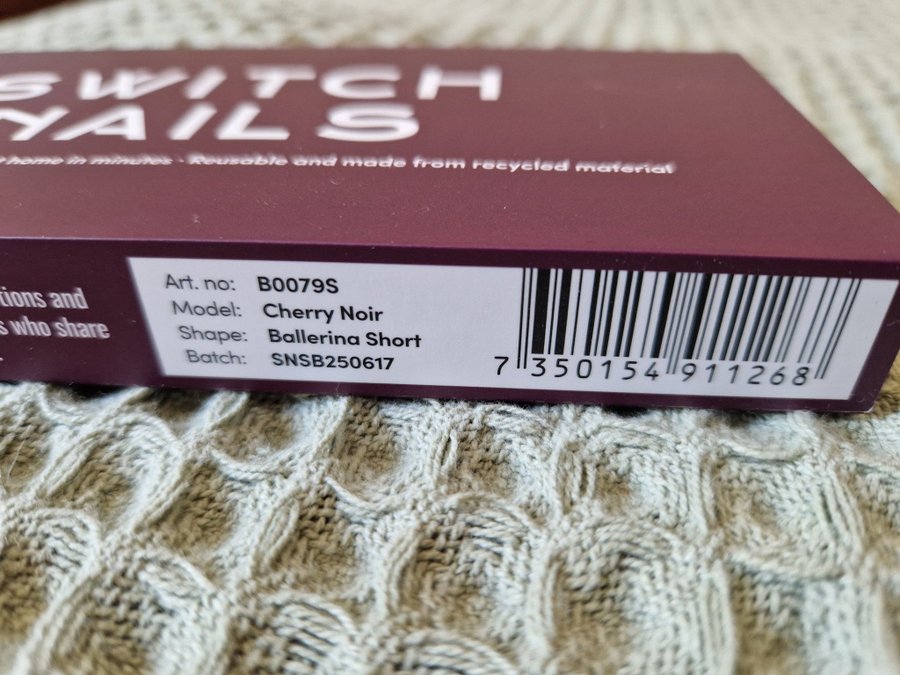 SWITCH
NAILS
home in minutes · Reusable and made from recycled material
tions and
s who share
Art. no: B0079S
Model: Cherry Noir
Shape: Ballerina Short
Batch: SNSB250617
7 350154 911268